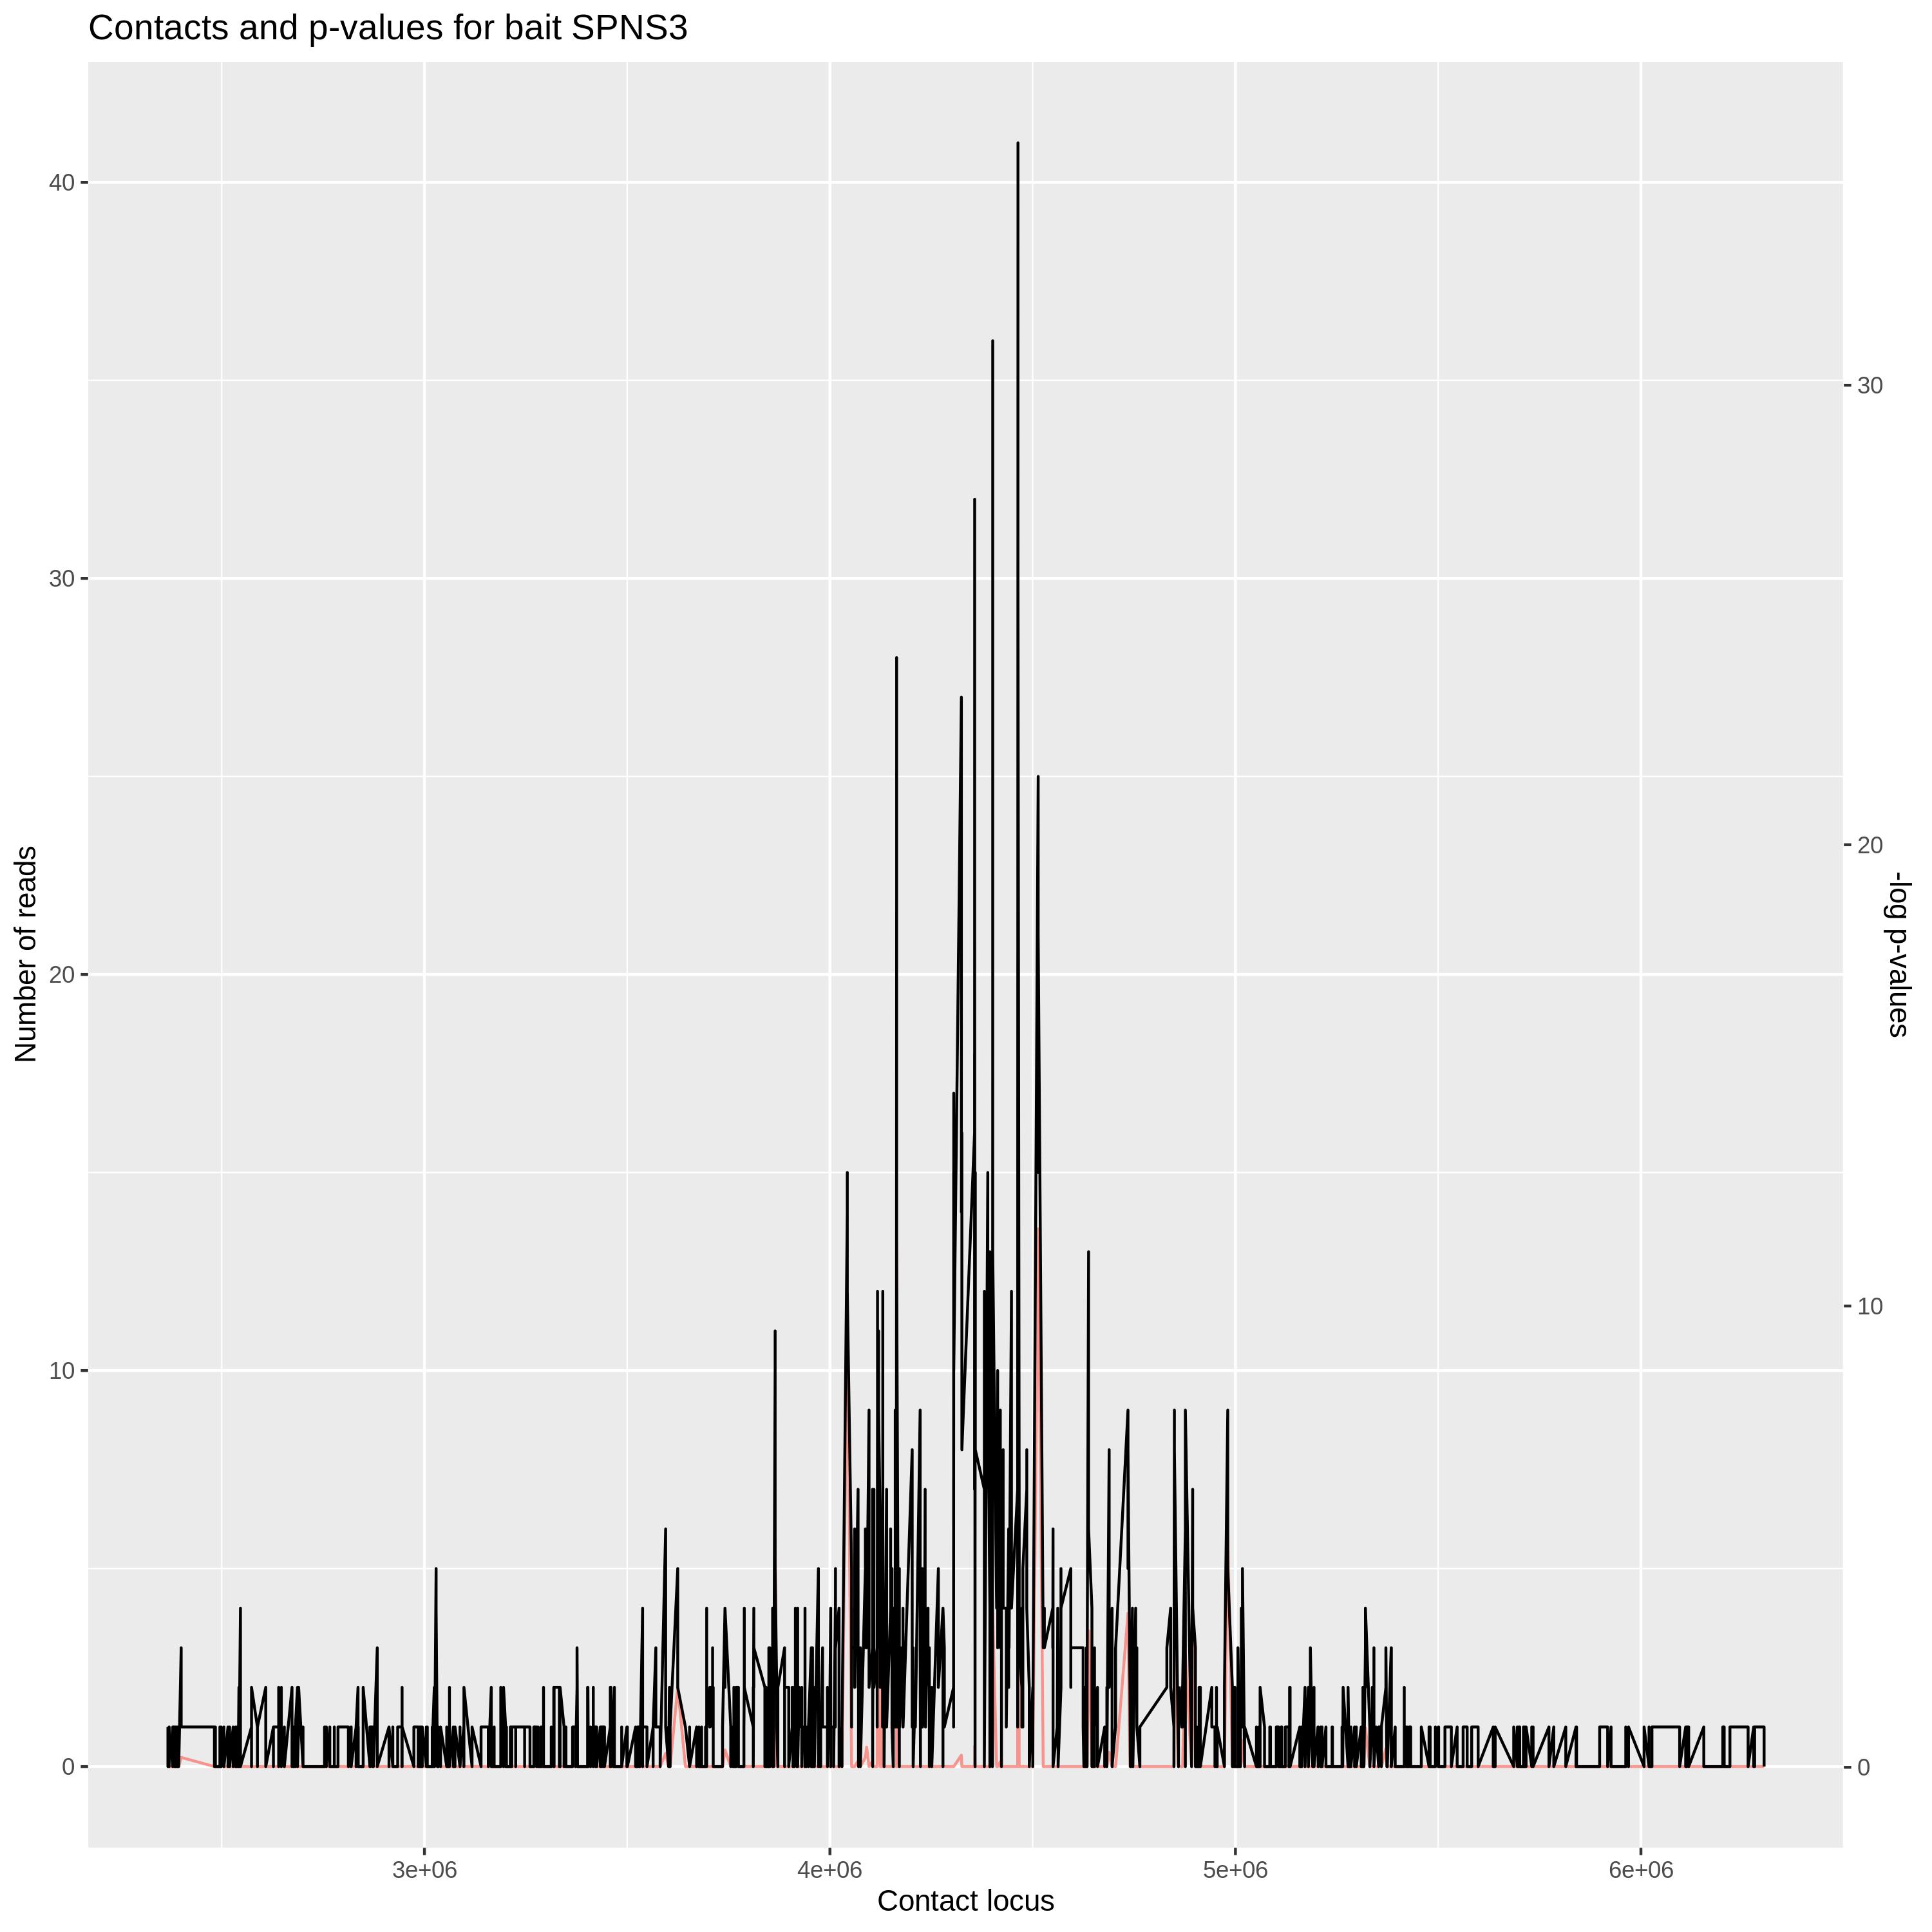 Contacts and p-values for bait SPNS3
40
30
20
10
0
Number of reads
30
20
10
0
-log p-values
3e+06
4e+06
5e+06
6e+06
Contact locus